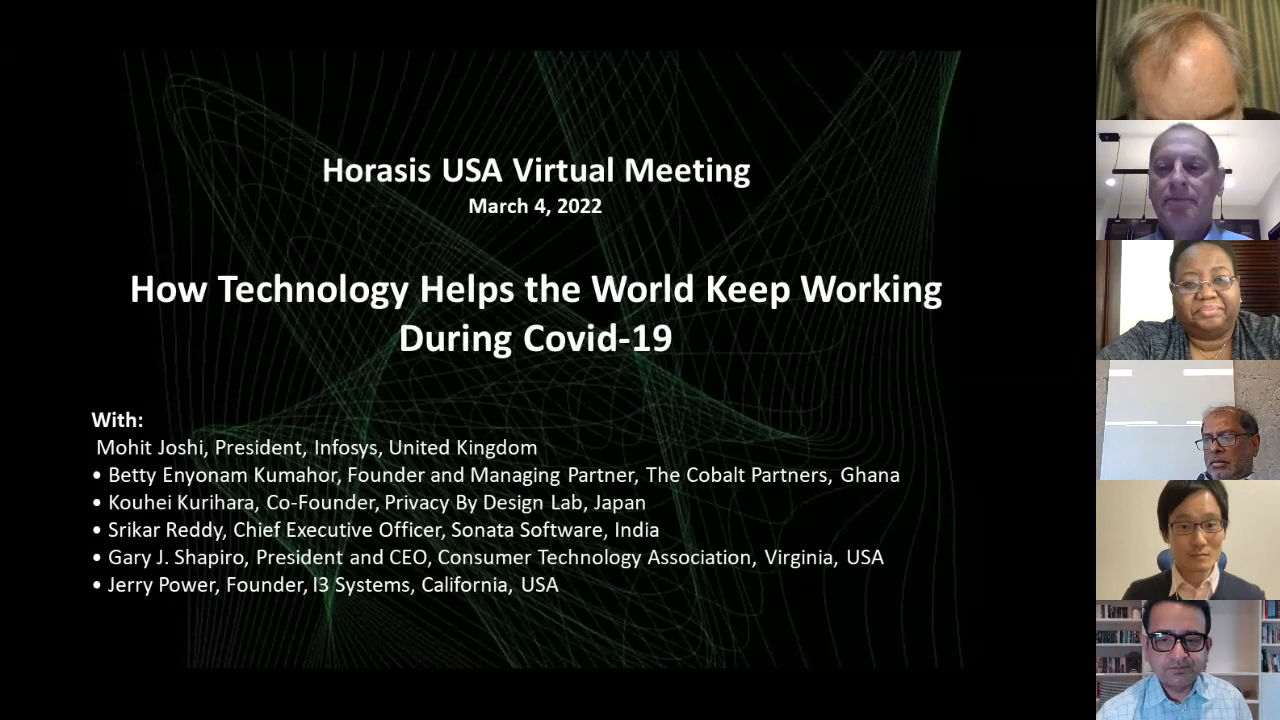 Horasis USA Virtual Meeting
March 4, 2022
How Technology Helps the World Keep Working
During Covid-19
With:
Mohit Joshi, President, Infosys, United Kingdom
• Betty Enyonam Kumahor, Founder and Managing Partner, The Cobalt Partners, Ghana
• Kouhei Kurihara, Co-Founder, Privacy By Design Lab, Japan
• Srikar Reddy, Chief Executive Officer, Sonata Software, India
• Gary J. Shapiro, President and CEO, Consumer Technology Association, Virginia, USA
• Jerry Power, Founder, I3 Systems, California, USA